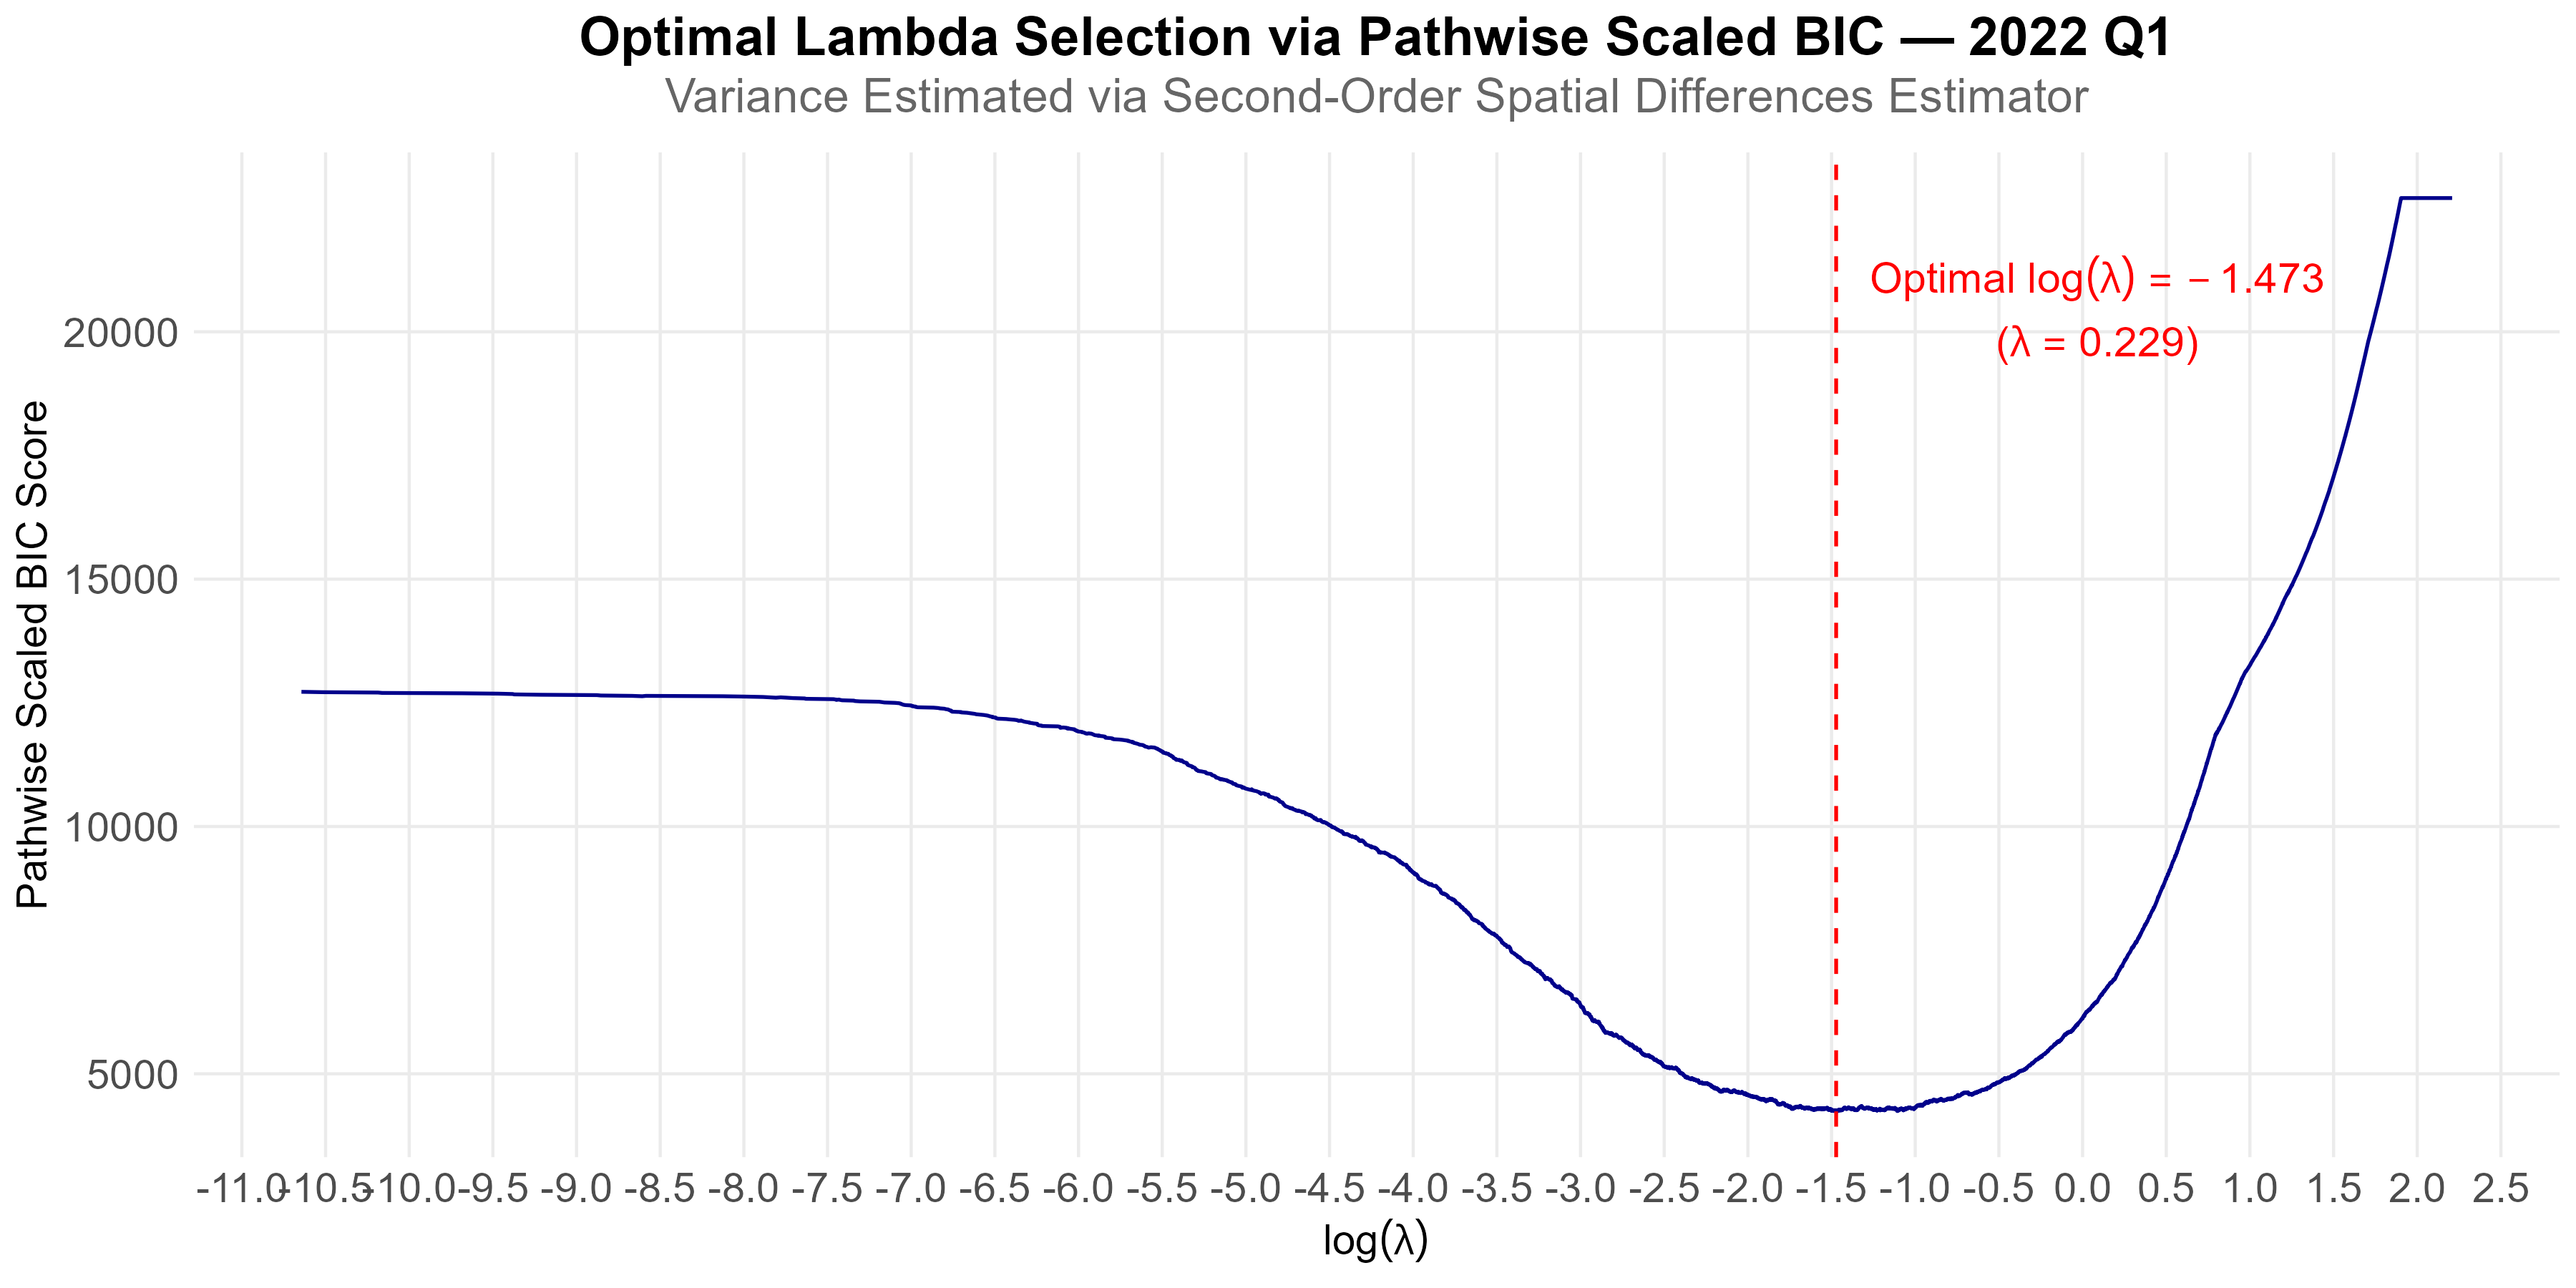 Optimal Lambda Selection via Pathwise Scaled BIC — 2022 Q1
Variance Estimated via Second-Order Spatial Differences Estimator
Optimal log(λ) = − 1.473
(λ = 0.229)
Pathwise Scaled BIC Score
20000
15000
10000
5000
-11.0 -10.5 -10.0 -9.5 -9.0 -8.5 -8.0 -7.5 -7.0 -6.5 -6.0 -5.5 -5.0 -4.5 -4.0 -3.5 -3.0 -2.5 -2.0 -1.5 -1.0 -0.5 0.0 0.5 1.0 1.5 2.0 2.5
log(λ)